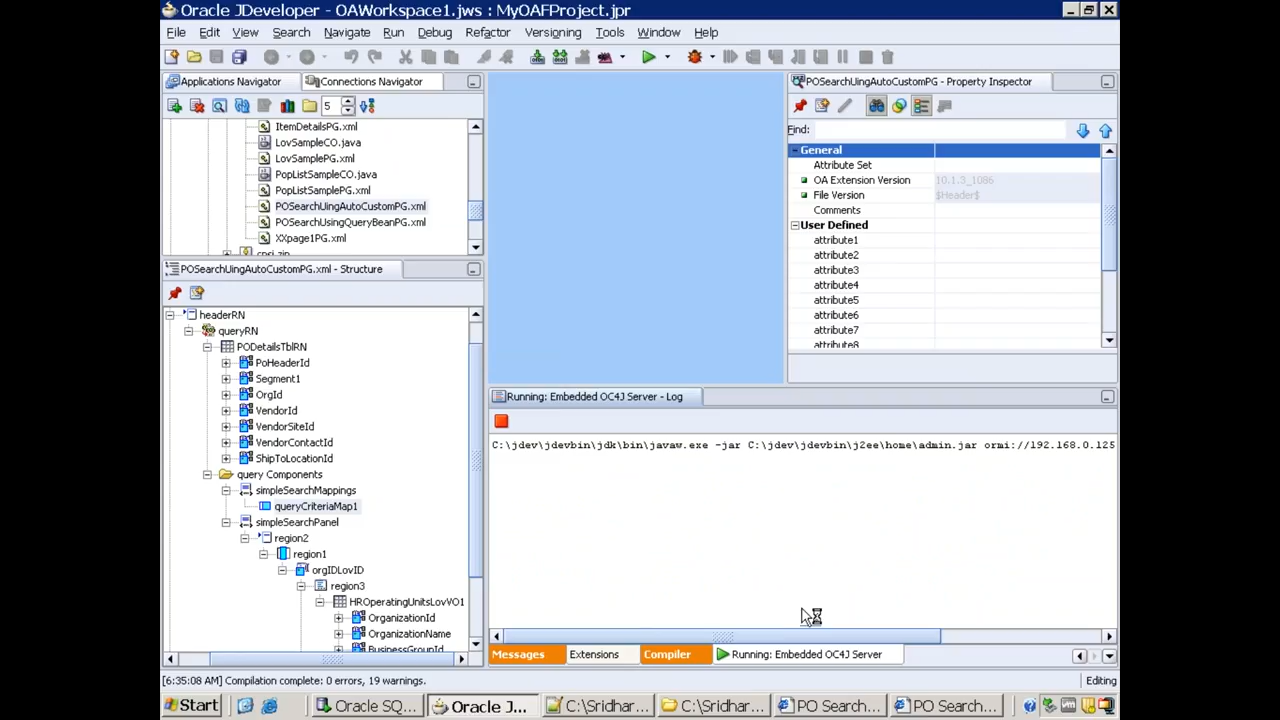 Oracle JDeveloper - OAWorkspace1.jws : MyOAFProject.jpr
File Edit View Search Navigate Run Debug Refactor Versioning Tools Window Help
Applications Navigator
Connections Navigator
5
ItemDetailsPG.xml
LovSampleCO.java
LovSamplePG.xml
PopListSampleCO.java
PopListSamplePG.xml
POSearchUingAutoCustomPG.xml
POSearchUsingQueryBeanPG.xml
XXpage1PG.xml
POSearchUingAutoCustomPG.xml - Structure
headerRN
queryRN
PODetailsTblRN
PoHeaderId
Segment1
OrgId
VendorId
VendorSiteId
VendorContactId
ShipToLocationId
query Components
simpleSearchMappings
queryCriteriaMap1
simpleSearchPanel
region2
region1
orgIDLovID
region3
HROperatingUnitsLovVO1
OrganizationId
OrganizationName
BusinessGroupId
POSearchUingAutoCustomPG - Property Inspector
Find:
General
Attribute Set
OA Extension Version 10.1.3_1086
File Version $Header$
Comments
User Defined
attribute1
attribute2
attribute3
attribute4
attribute5
attribute6
attribute7
attribute8
Running: Embedded OC4J Server - Log
C:\jdev\jdevbin\jdk\bin\javaw.exe -jar C:\jdev\jdevbin\j2ee\home\admin.jar ormi://192.168.0.125
Messages Extensions Compiler Running: Embedded OC4J Server
[6:35:08 AM] Compilation complete: 0 errors, 19 warnings.
Editing
Start
Oracle SQ...
Oracle J...
C:\Sridhar...
C:\Sridhar...
PO Search...
PO Search...